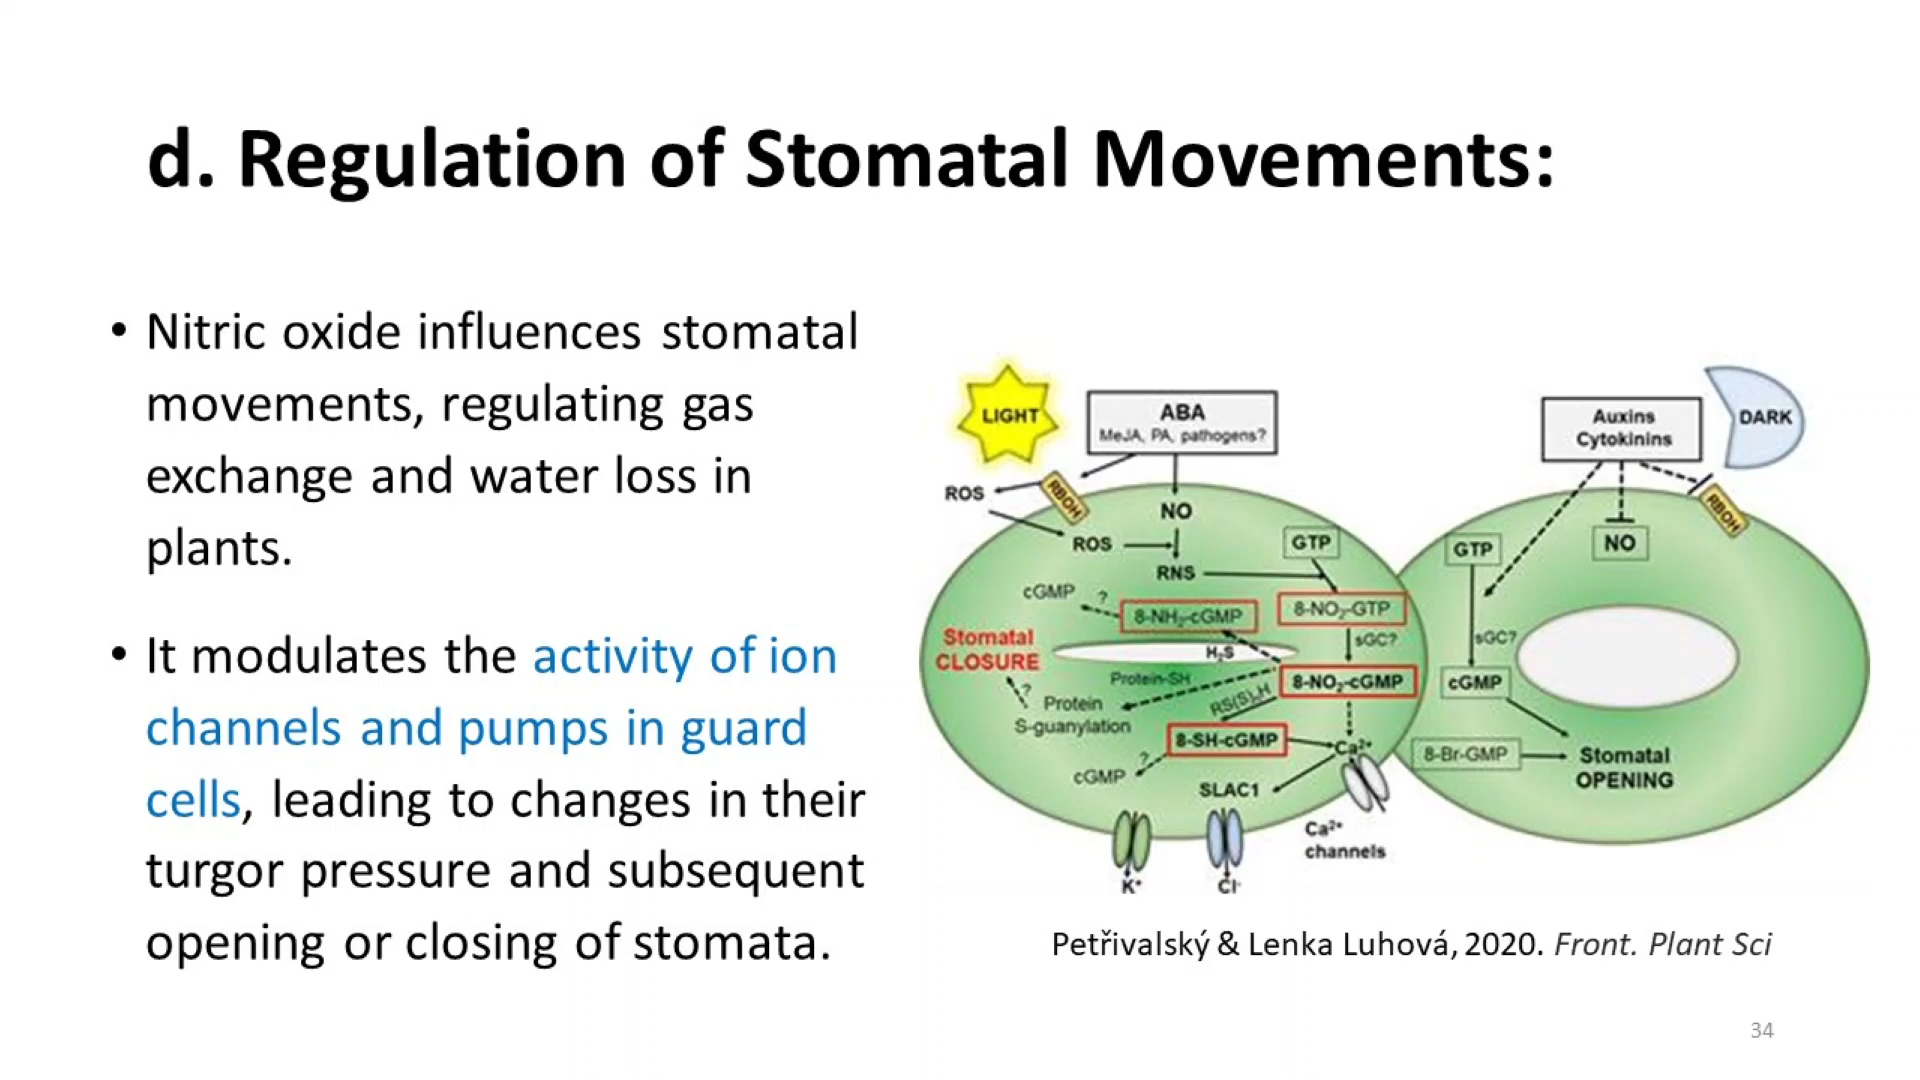 d. Regulation of Stomatal Movements:
• Nitric oxide influences stomatal
movements, regulating gas
exchange and water loss in
plants.
• It modulates the activity of ion
channels and pumps in guard
cells, leading to changes in their
turgor pressure and subsequent
opening or closing of stomata.
LIGHT
ABA
MeJA, PA, pathogens?
ROS
RBOH
NO
ROS
RNS
GTP
cGMP
?
8-NH₂-cGMP
8-NO₂-GTP
sGC?
Stomatal
CLOSURE
H₂S
Protein-SH
8-NO₂-cGMP
?
Protein
S-guanylation
RS(S)ₙH
8-SH-cGMP
Ca²⁺
?
cGMP
SLAC1
Ca²⁺
channels
K⁺
Cl⁻
Auxins
Cytokinins
DARK
RBOH
GTP
NO
sGC?
cGMP
8-Br-GMP
Stomatal
OPENING
Petřivalský & Lenka Luhová, 2020. Front. Plant Sci
34